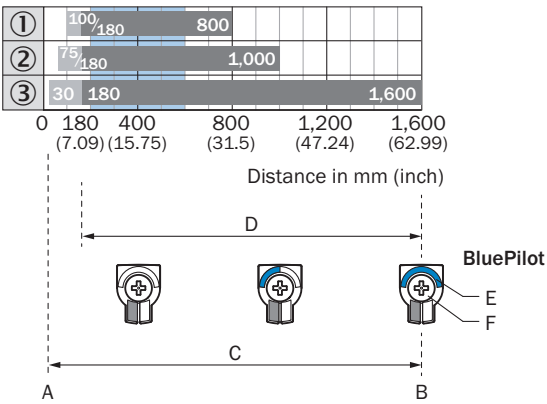 ① 100/180 800
② 75/180 1,000
③ 30 180 1,600
0 180 400 800 1,200 1,600
(7.09) (15.75) (31.5) (47.24) (62.99)
Distance in mm (inch)
D
BluePilot
E
F
C
A B